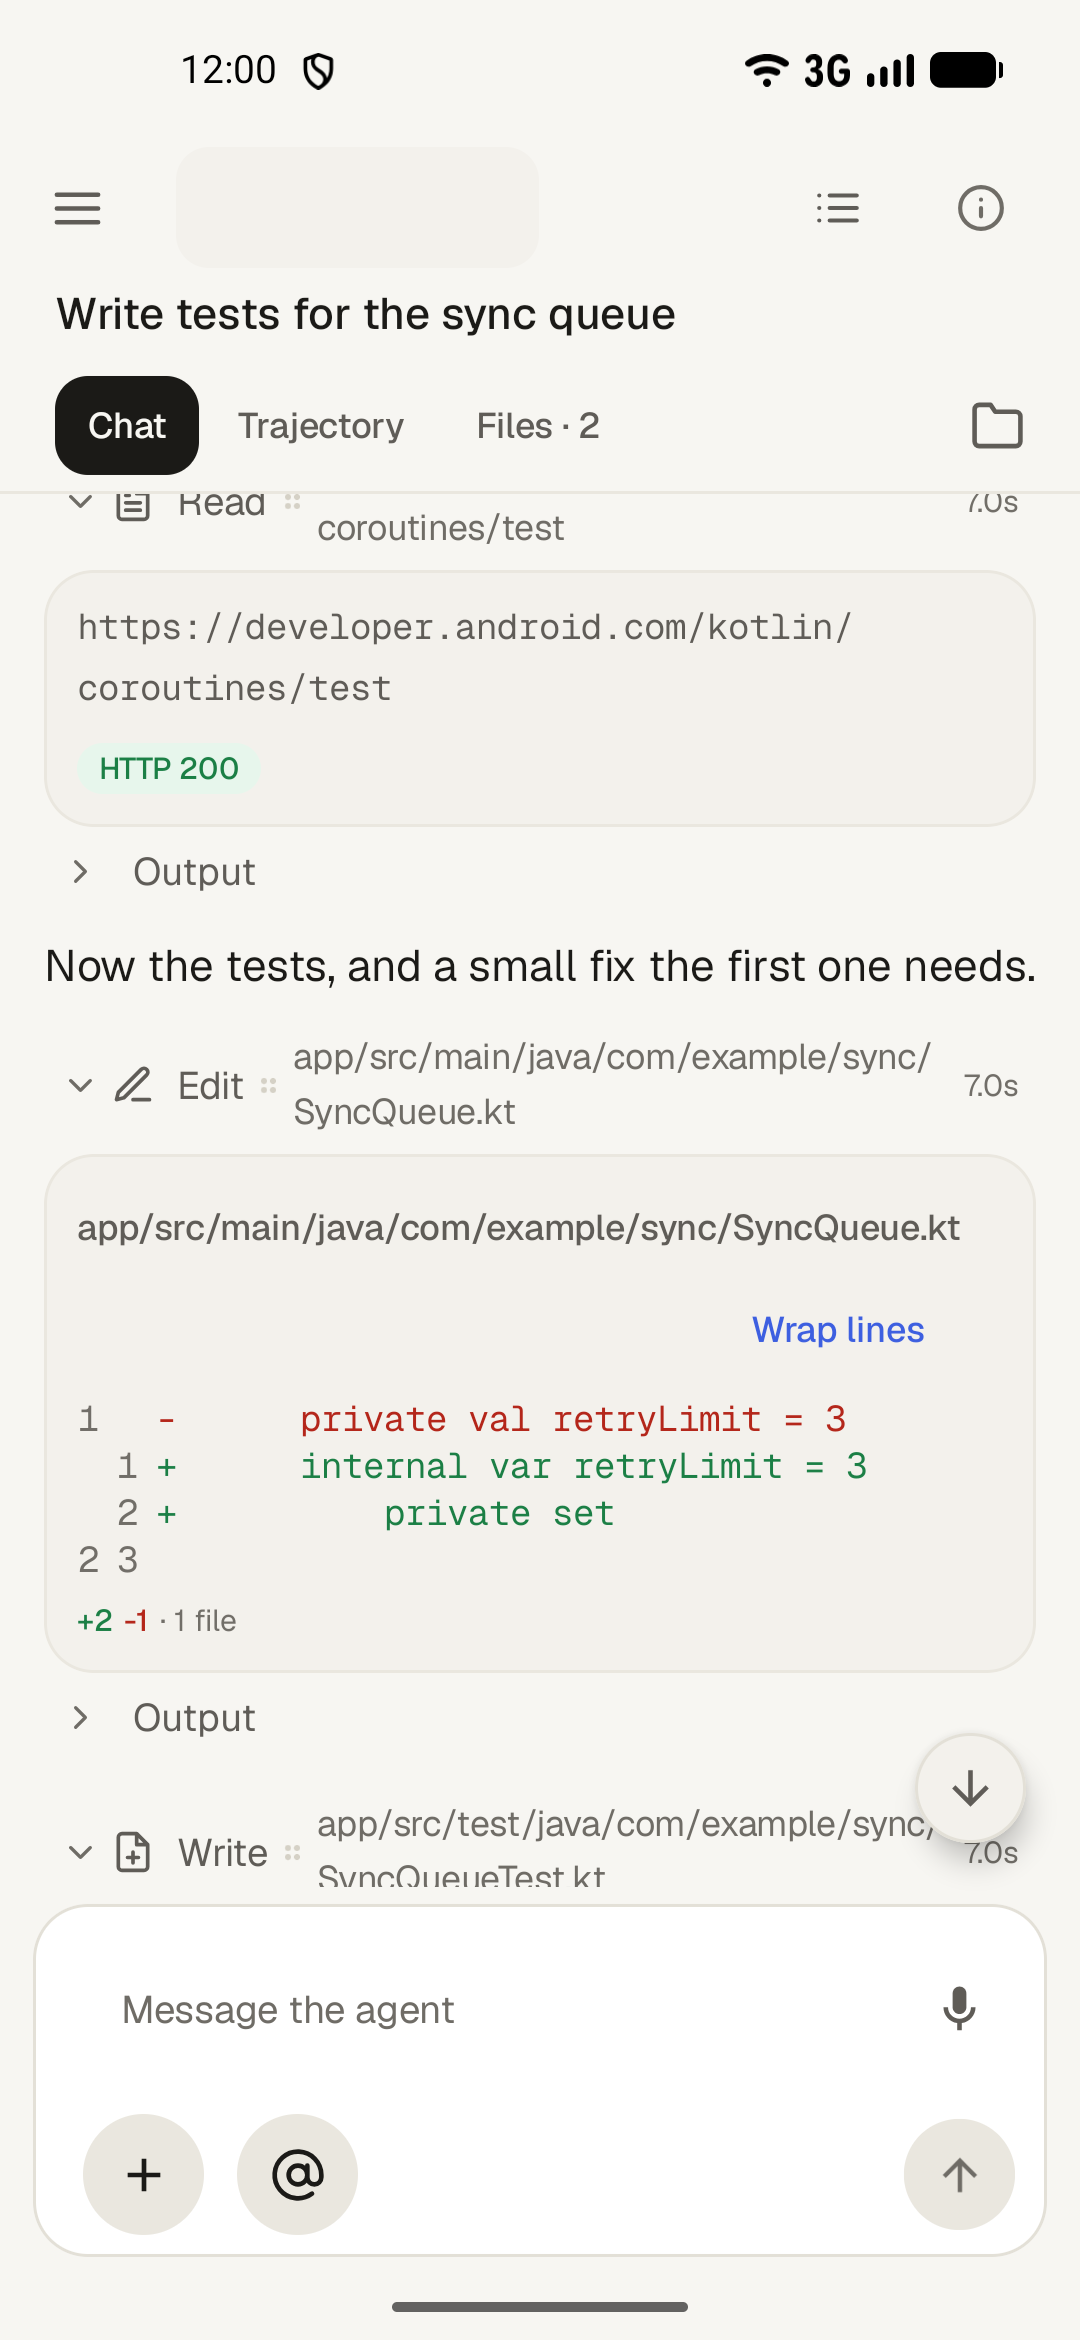 12:00
3G
Write tests for the sync queue
Chat
Trajectory
Files · 2
Read
coroutines/test
7.0s
https://developer.android.com/kotlin/
coroutines/test
HTTP 200
Output
Now the tests, and a small fix the first one needs.
Edit
app/src/main/java/com/example/sync/
SyncQueue.kt
7.0s
app/src/main/java/com/example/sync/SyncQueue.kt
Wrap lines
1 - private val retryLimit = 3
1 + internal var retryLimit = 3
2 + private set
2 3
+2 -1 · 1 file
Output
Write
app/src/test/java/com/example/sync/
SyncQueueTest.kt
7.0s
Message the agent